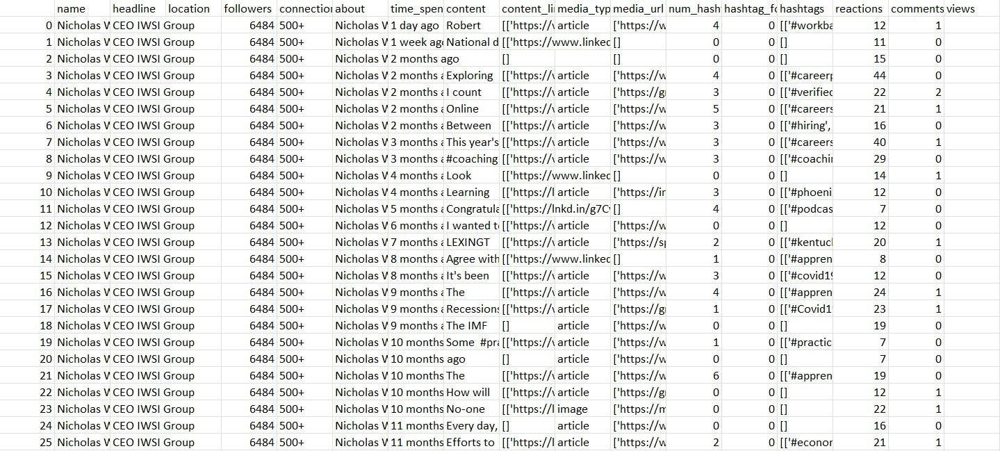 name headline location followers connection about time_spen content content_li media_typ media_url num_hash hashtag_fo hashtags reactions comments views
0 Nicholas W CEO IWSI Group 6484 500+ Nicholas W 1 day ago Robert [['https://w article ['https://w 4 0 [['#workba 12 1
1 Nicholas W CEO IWSI Group 6484 500+ Nicholas W 1 week ago National d [['https://www.linked [] 0 0 [] 11 0
2 Nicholas W CEO IWSI Group 6484 500+ Nicholas W 2 months ago [] [] 0 0 [] 15 0
3 Nicholas W CEO IWSI Group 6484 500+ Nicholas W 2 months a Exploring [['https://w article ['https://w 4 0 [['#careerp 44 0
4 Nicholas W CEO IWSI Group 6484 500+ Nicholas W 2 months a I count [['https://w article ['https://gr 3 0 [['#verified 22 2
5 Nicholas W CEO IWSI Group 6484 500+ Nicholas W 2 months a Online [['https://w article ['https://w 5 0 [['#careers 21 1
6 Nicholas W CEO IWSI Group 6484 500+ Nicholas W 2 months a Between [['https://w article ['https://w 3 0 [['#hiring', 16 0
7 Nicholas W CEO IWSI Group 6484 500+ Nicholas W 3 months a This year's [['https://w article ['https://w 3 0 [['#careers 40 1
8 Nicholas W CEO IWSI Group 6484 500+ Nicholas W 3 months a #coaching [['https://w article ['https://w 3 0 [['#coachin 29 0
9 Nicholas W CEO IWSI Group 6484 500+ Nicholas W 4 months a Look [['https://www.linked [] 0 0 [] 14 1
10 Nicholas W CEO IWSI Group 6484 500+ Nicholas W 4 months a Learning [['https://l article ['https://in 3 0 [['#phoeni 12 0
11 Nicholas W CEO IWSI Group 6484 500+ Nicholas W 5 months a Congratula [['https://lnkd.in/g7C [] 4 0 [['#podcas 7 0
12 Nicholas W CEO IWSI Group 6484 500+ Nicholas W 6 months a I wanted to [['https://w article ['https://w 0 0 [] 12 0
13 Nicholas W CEO IWSI Group 6484 500+ Nicholas W 7 months a LEXINGT [['https://w article ['https://sp 2 0 [['#kentucl 20 1
14 Nicholas W CEO IWSI Group 6484 500+ Nicholas W 8 months a Agree with [['https://www.linked [] 1 0 [['#appren 8 0
15 Nicholas W CEO IWSI Group 6484 500+ Nicholas W 8 months a It's been [['https://w article ['https://w 3 0 [['#covid19 12 0
16 Nicholas W CEO IWSI Group 6484 500+ Nicholas W 9 months a The [['https://w article ['https://w 4 0 [['#appren 24 1
17 Nicholas W CEO IWSI Group 6484 500+ Nicholas W 9 months a Recessions [['https://w article ['https://gr 1 0 [['#Covid1 23 1
18 Nicholas W CEO IWSI Group 6484 500+ Nicholas W 9 months a The IMF [] article ['https://w 0 0 [] 19 0
19 Nicholas W CEO IWSI Group 6484 500+ Nicholas W 10 months Some #pra [['https://w article ['https://w 1 0 [['#practic 7 0
20 Nicholas W CEO IWSI Group 6484 500+ Nicholas W 10 months ago [] article ['https://w 0 0 [] 7 0
21 Nicholas W CEO IWSI Group 6484 500+ Nicholas W 10 months The [['https://w article ['https://w 6 0 [['#appren 19 0
22 Nicholas W CEO IWSI Group 6484 500+ Nicholas W 10 months How will [['https://w article ['https://gr 0 0 [] 12 1
23 Nicholas W CEO IWSI Group 6484 500+ Nicholas W 10 months No-one [['https://l image ['https://m 0 0 [] 22 1
24 Nicholas W CEO IWSI Group 6484 500+ Nicholas W 11 months Every day, [] article ['https://w 0 0 [] 16 0
25 Nicholas W CEO IWSI Group 6484 500+ Nicholas W 11 months Efforts to [['https://l article ['https://w 2 0 [['#econor 21 1